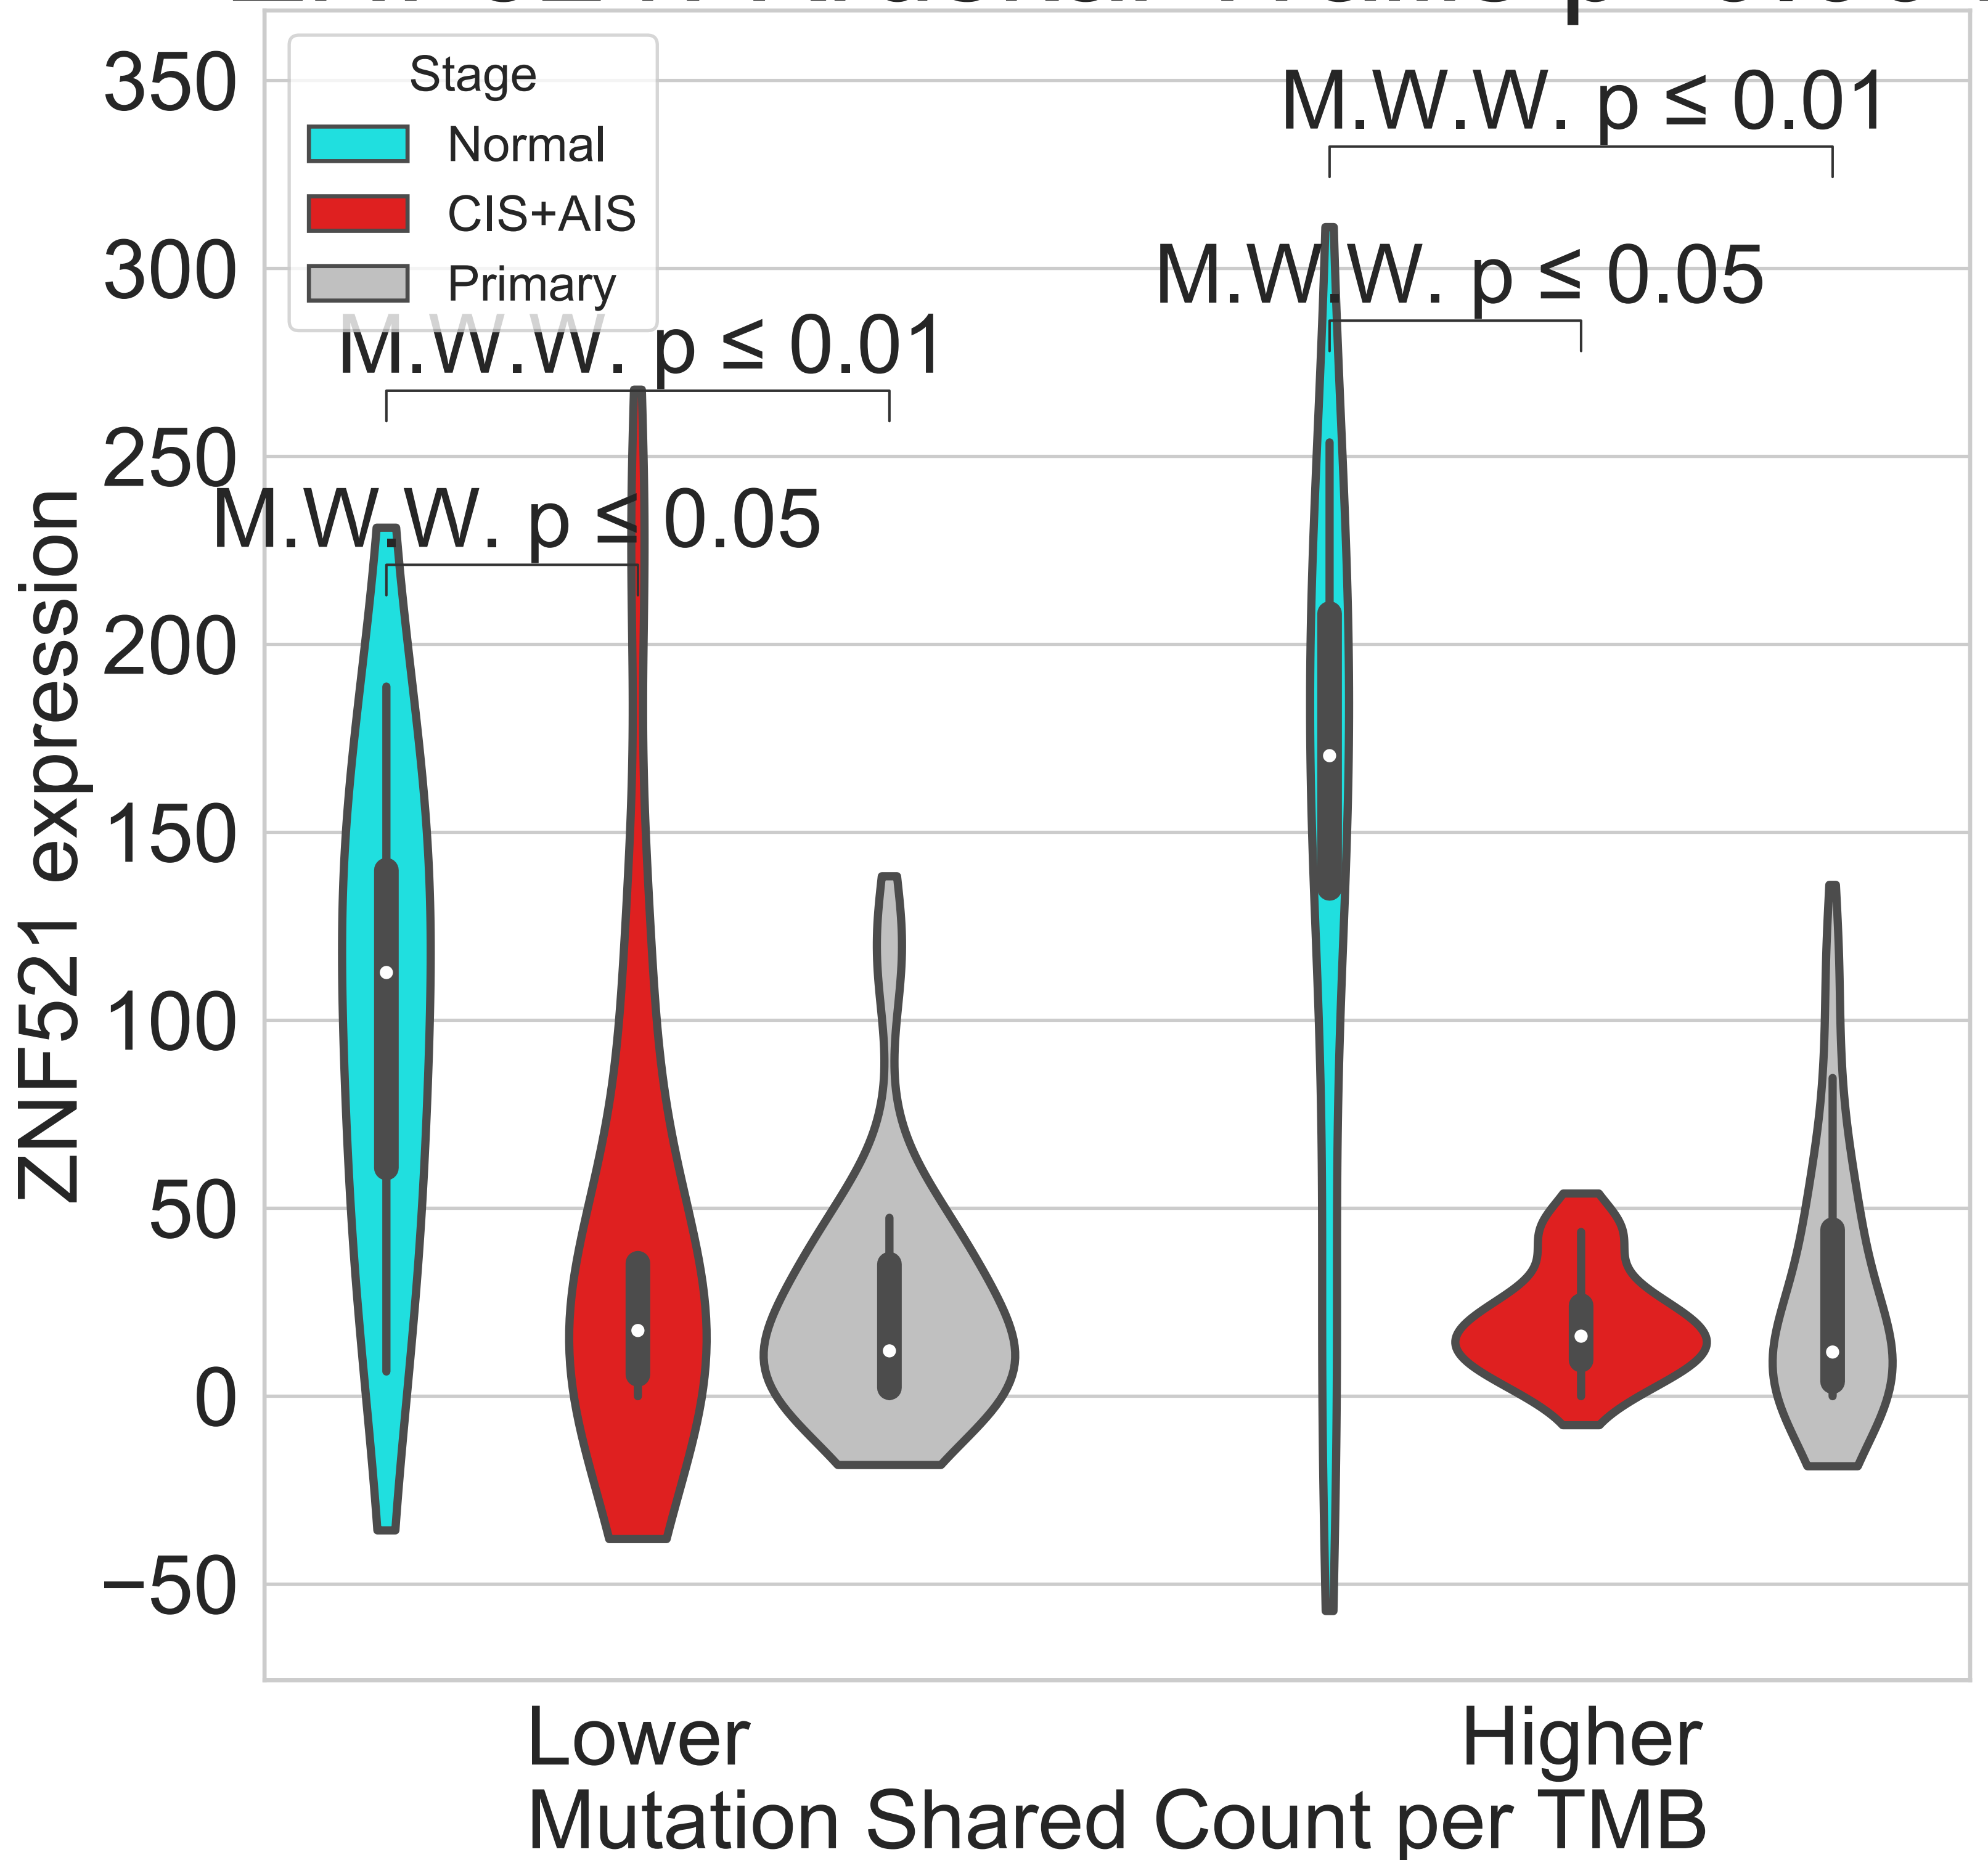 350
300
250
200
150
100
50
0
−50
ZNF521 expression
Stage
Normal
CIS+AIS
Primary
M.W.W. p ≤ 0.01
M.W.W. p ≤ 0.05
M.W.W. p ≤ 0.01
M.W.W. p ≤ 0.05
Lower
Higher
Mutation Shared Count per TMB